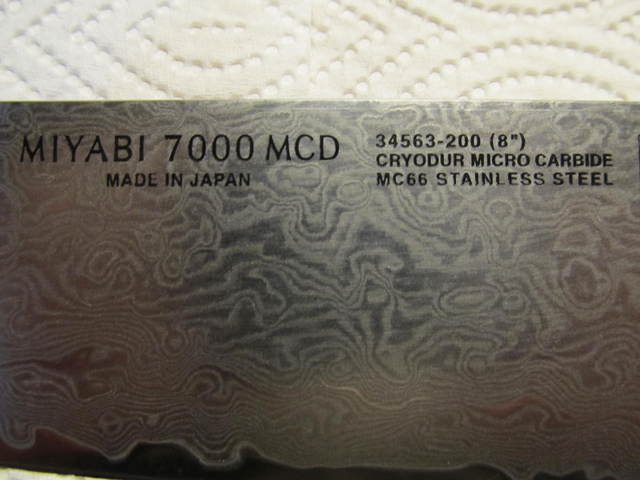 MIYABI 7000 MCD
MADE IN JAPAN
34563-200 (8")
CRYODUR MICRO CARBIDE
MC66 STAINLESS STEEL